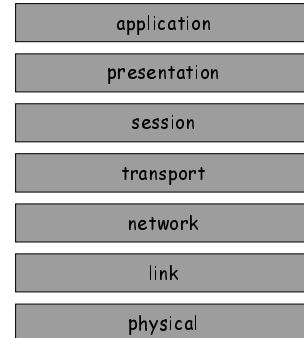 application
presentation
session
transport
network
link
physical